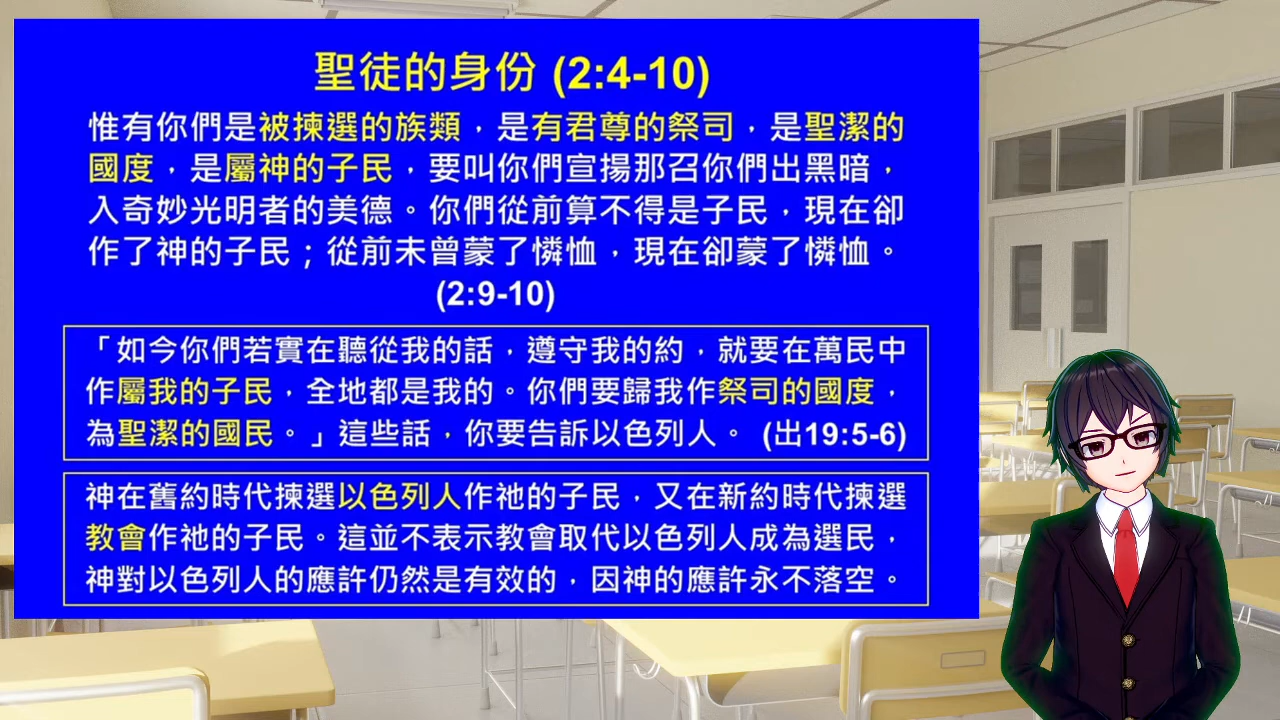 聖徒的身份 (2:4-10)
惟有你們是被揀選的族類，是有君尊的祭司，是聖潔的
國度，是屬神的子民，要叫你們宣揚那召你們出黑暗，
入奇妙光明者的美德。你們從前算不得是子民，現在卻
作了神的子民；從前未曾蒙了憐恤，現在卻蒙了憐恤。
(2:9-10)
「如今你們若實在聽從我的話，遵守我的約，就要在萬民中
作屬我的子民，全地都是我的。你們要歸我作祭司的國度，
為聖潔的國民。」這些話，你要告訴以色列人。 (出19:5-6)
神在舊約時代揀選以色列人作祂的子民，又在新約時代揀選
教會作祂的子民。這並不表示教會取代以色列人成為選民，
神對以色列人的應許仍然是有效的，因神的應許永不落空。